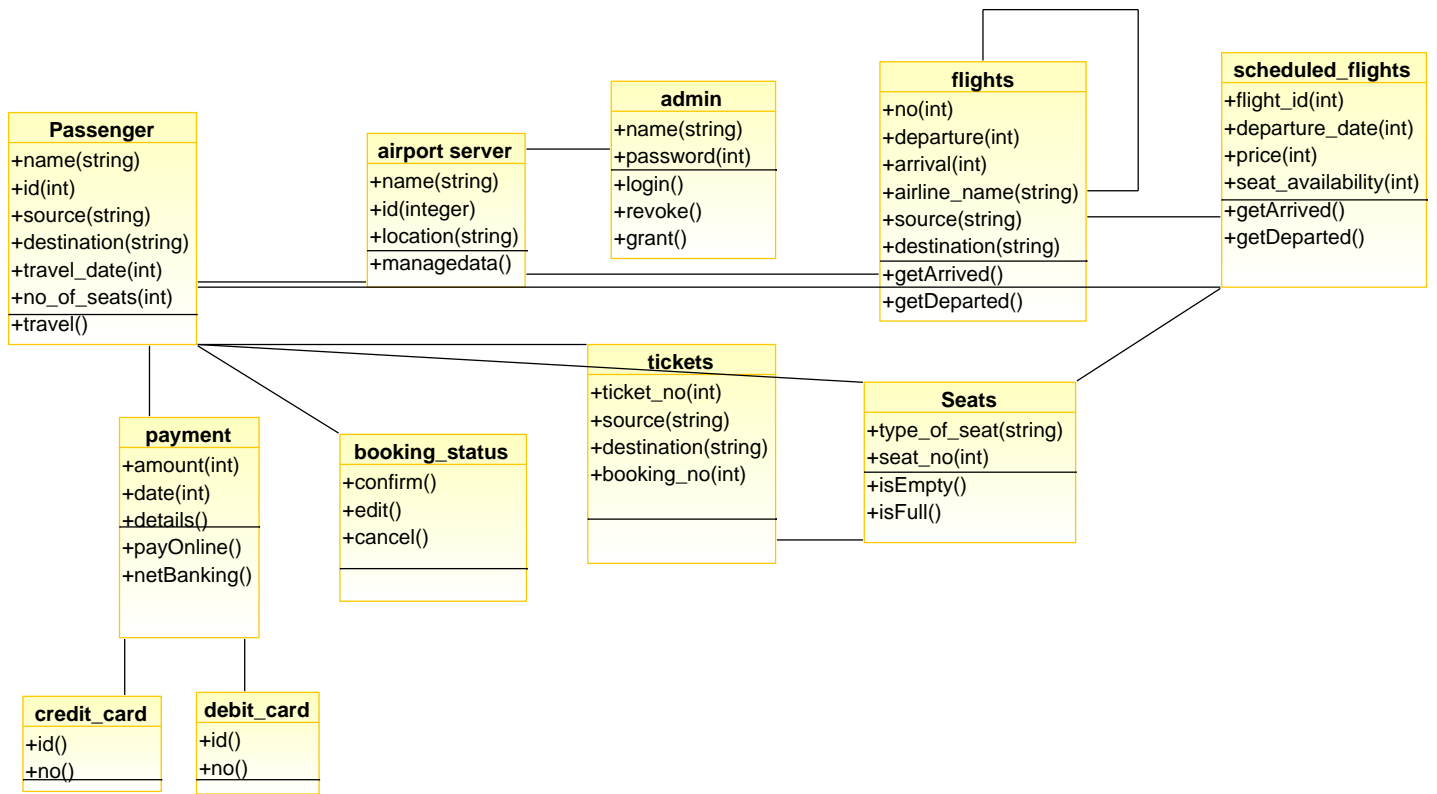 Passenger
+name(string)
+id(int)
+source(string)
+destination(string)
+travel_date(int)
+no_of_seats(int)
+travel()
airport server
+name(string)
+id(integer)
+location(string)
+managedata()
admin
+name(string)
+password(int)
+login()
+revoke()
+grant()
flights
+no(int)
+departure(int)
+arrival(int)
+airline_name(string)
+source(string)
+destination(string)
+getArrived()
+getDeparted()
scheduled_flights
+flight_id(int)
+departure_date(int)
+price(int)
+seat_availability(int)
+getArrived()
+getDeparted()
payment
+amount(int)
+date(int)
+details()
+payOnline()
+netBanking()
booking_status
+confirm()
+edit()
+cancel()
tickets
+ticket_no(int)
+source(string)
+destination(string)
+booking_no(int)
Seats
+type_of_seat(string)
+seat_no(int)
+isEmpty()
+isFull()
credit_card
+id()
+no()
debit_card
+id()
+no()